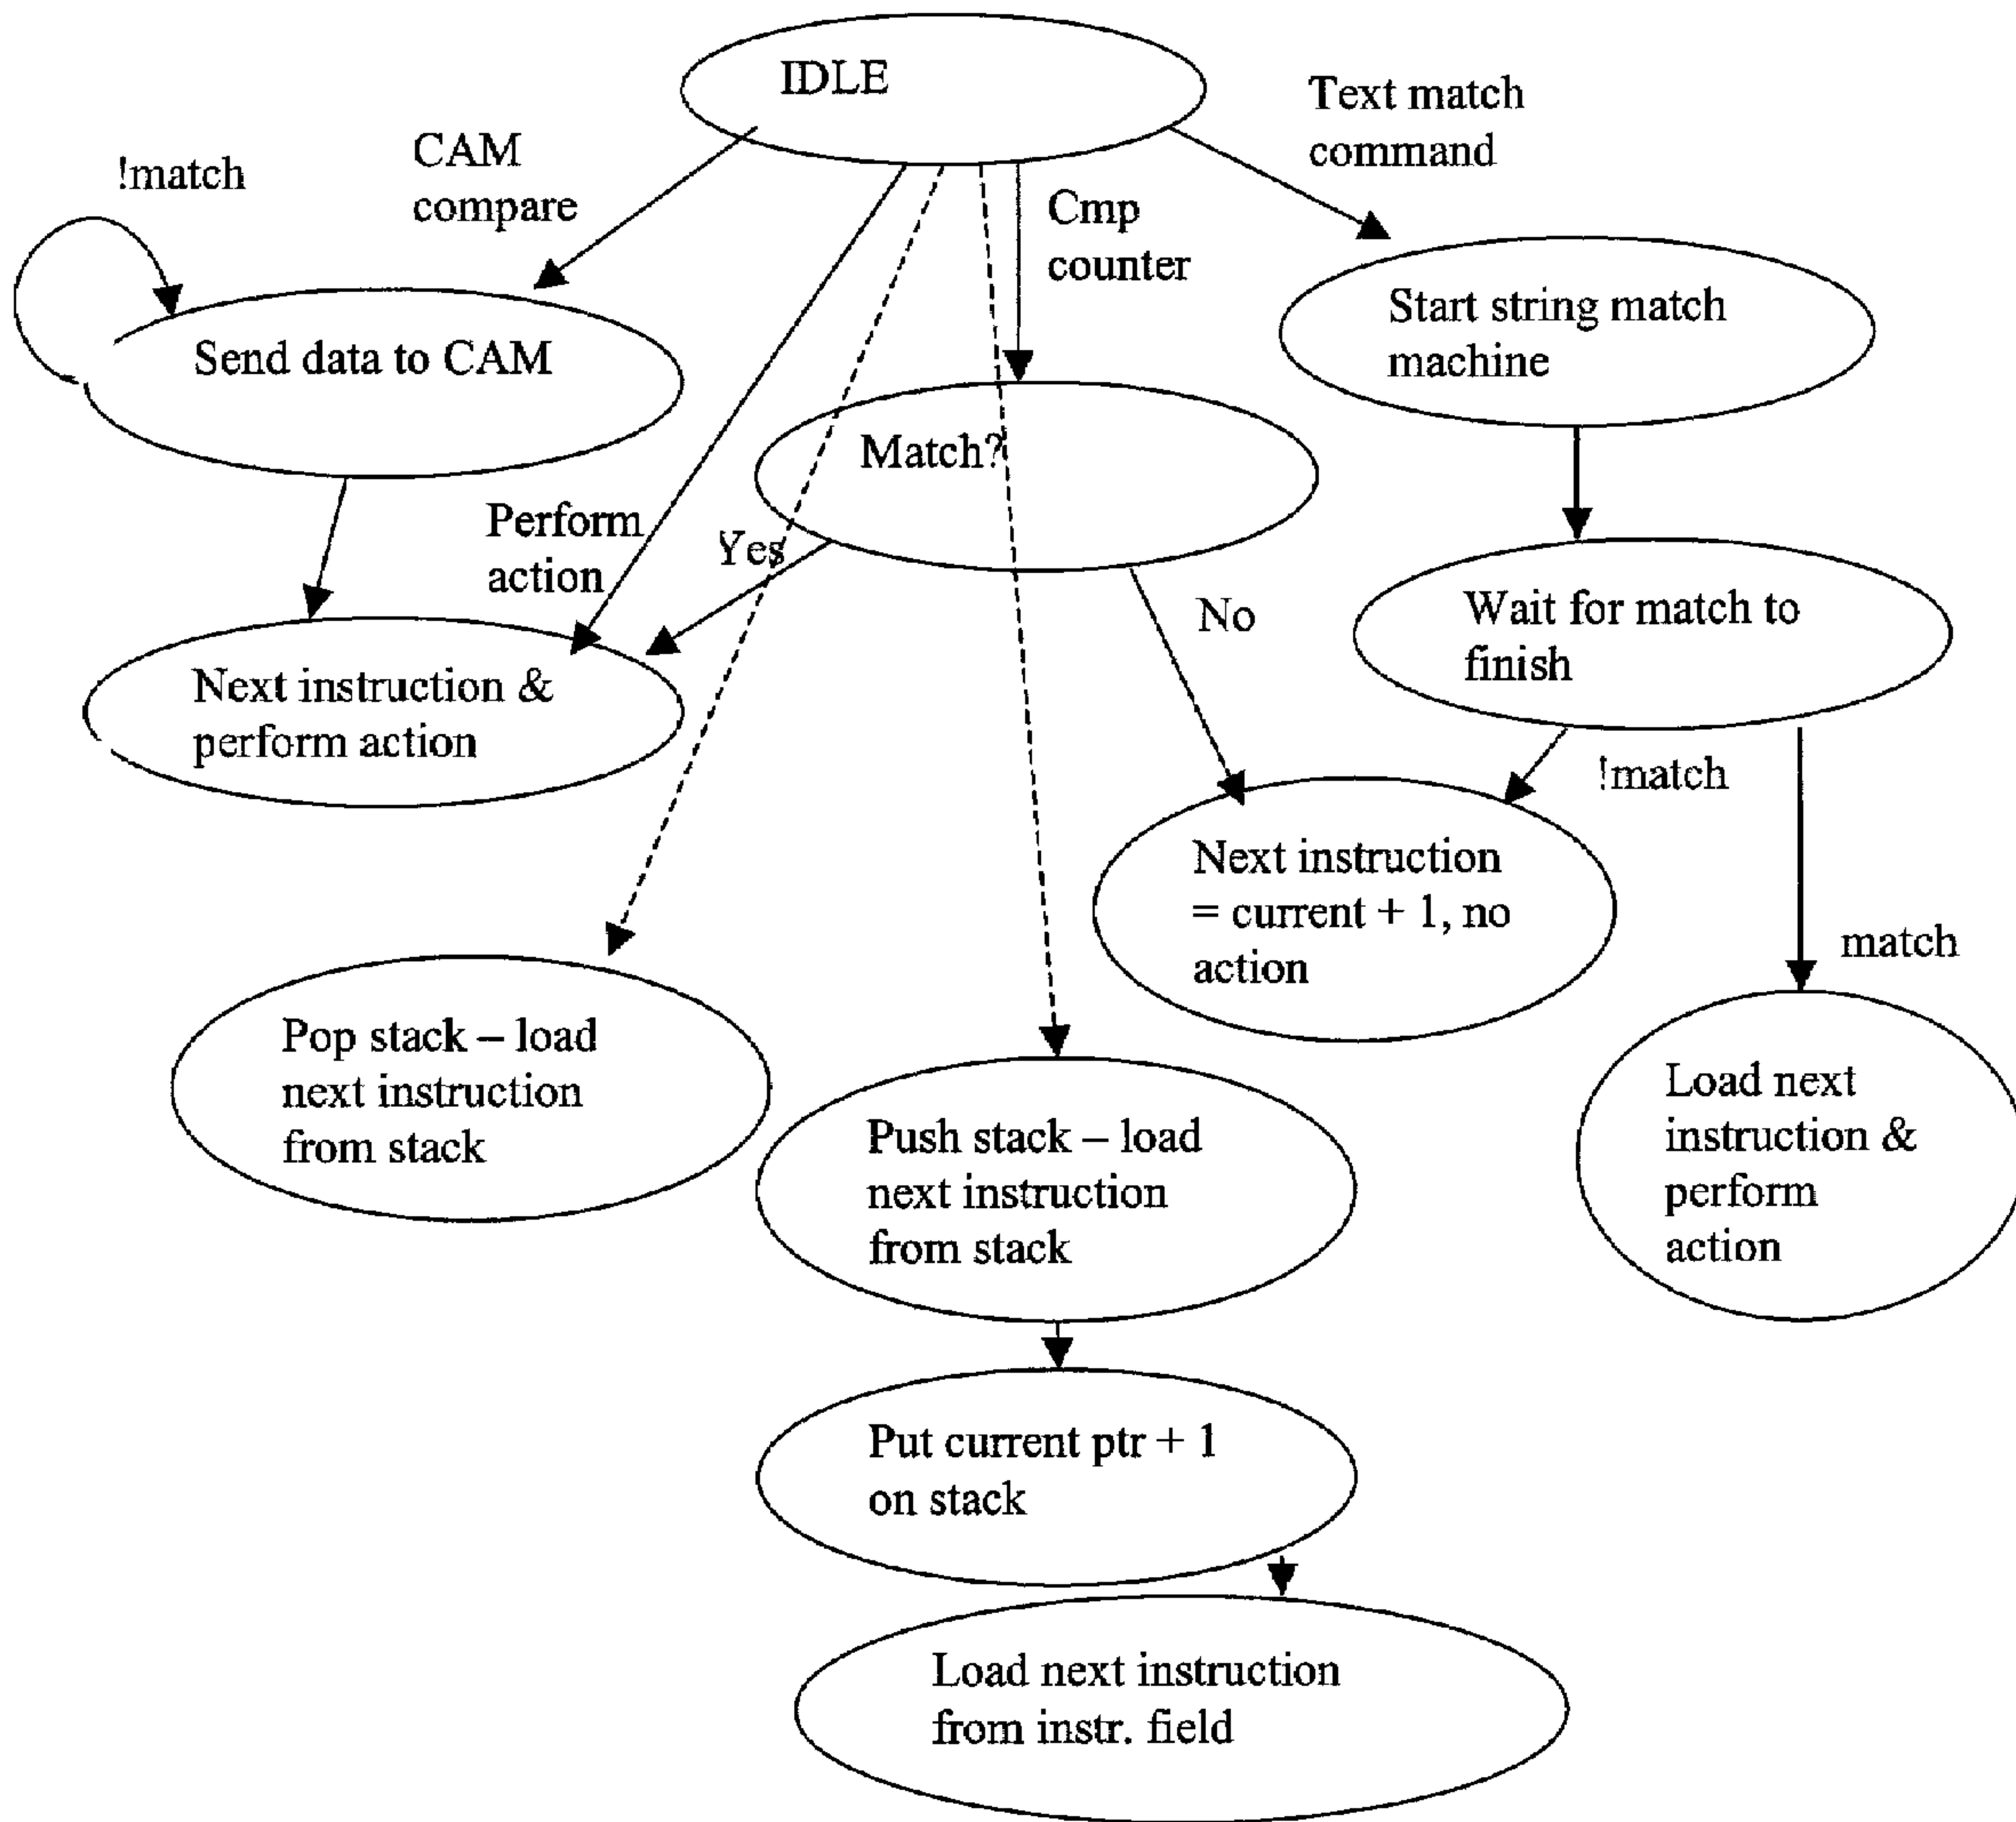 IDLE
Text match
command
CAM
compare
!match
Cmp
counter
Start string match
machine
Send data to CAM
Match?
Perform
action
Yes
No
Wait for match to
finish
Next instruction &
perform action
!match
Next instruction
= current + 1, no
action
match
Pop stack – load
next instruction
from stack
Push stack – load
next instruction
from stack
Load next
instruction &
perform
action
Put current ptr + 1
on stack
Load next instruction
from instr. field